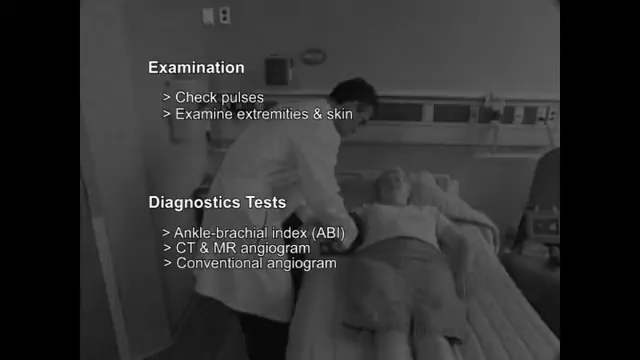 Examination
> Check pulses
> Examine extremities & skin
Diagnostics Tests
> Ankle-brachial index (ABI)
> CT & MR angiogram
> Conventional angiogram